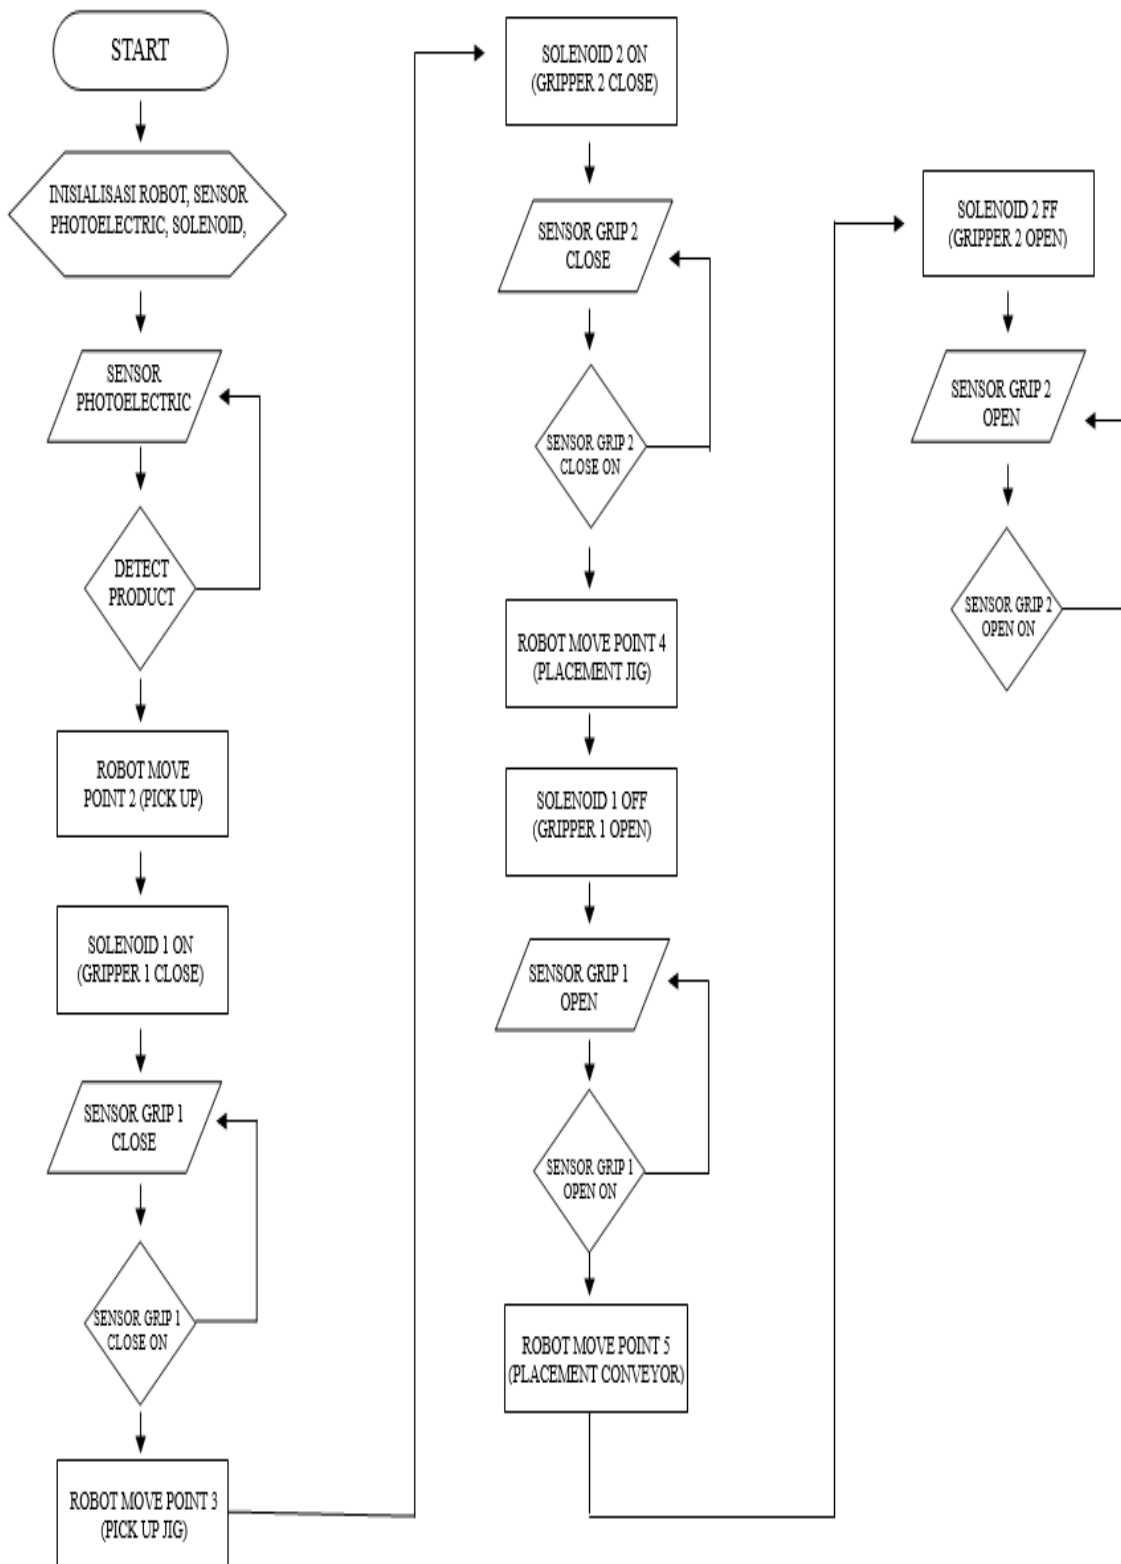 START
INISIALISASI ROBOT, SENSOR
PHOTOELECTRIC, SOLENOID,
SENSOR
PHOTOELECTRIC
DETECT
PRODUCT
ROBOT MOVE
POINT 2 (PICK UP)
SOLENOID 1 ON
(GRIPPER 1 CLOSE)
SENSOR GRIP 1
CLOSE
SENSOR GRIP 1
CLOSE ON
ROBOT MOVE POINT 3
(PICK UP JIG)
SOLENOID 2 ON
(GRIPPER 2 CLOSE)
SENSOR GRIP 2
CLOSE
SENSOR GRIP 2
CLOSE ON
ROBOT MOVE POINT 4
(PLACEMENT JIG)
SOLENOID 1 OFF
(GRIPPER 1 OPEN)
SENSOR GRIP 1
OPEN
SENSOR GRIP 1
OPEN ON
ROBOT MOVE POINT 5
(PLACEMENT CONVEYOR)
SOLENOID 2 FF
(GRIPPER 2 OPEN)
SENSOR GRIP 2
OPEN
SENSOR GRIP 2
OPEN ON